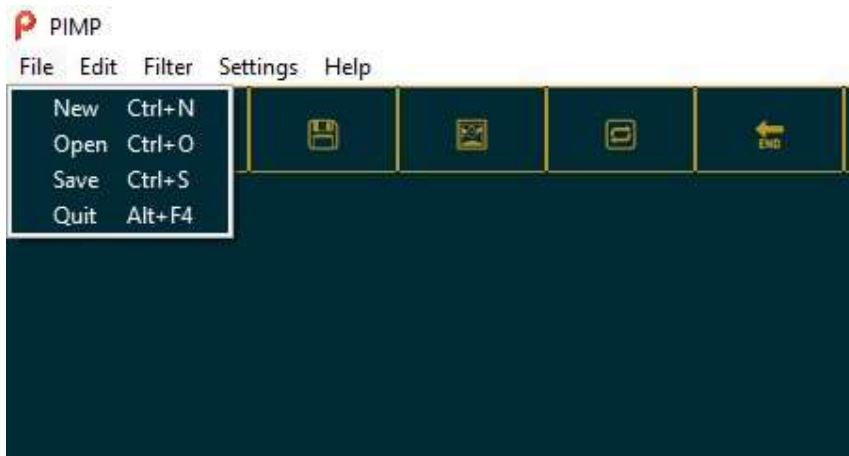 PIMP
File Edit Filter Settings Help
New Ctrl+N
Open Ctrl+O
Save Ctrl+S
Quit Alt+F4
END